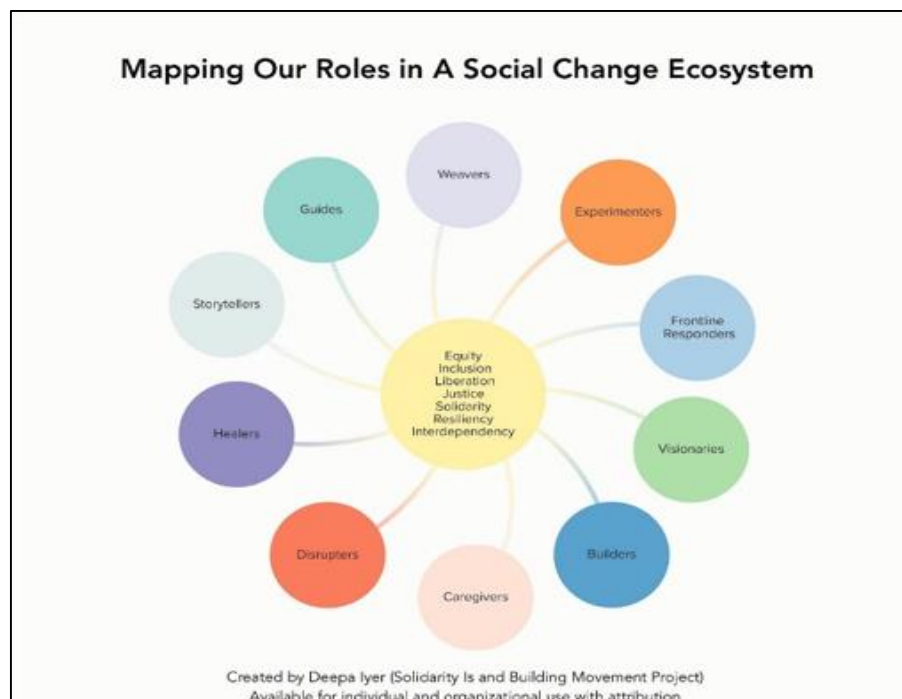 Mapping Our Roles in A Social Change Ecosystem
Weavers
Guides
Experimenters
Storytellers
Frontline
Responders
Equity
Inclusion
Liberation
Justice
Solidarity
Resiliency
Interdependency
Healers
Visionaries
Disrupters
Builders
Caregivers
Created by Deepa Iyer (Solidarity Is and Building Movement Project)
Available for individual and organizational use with attribution